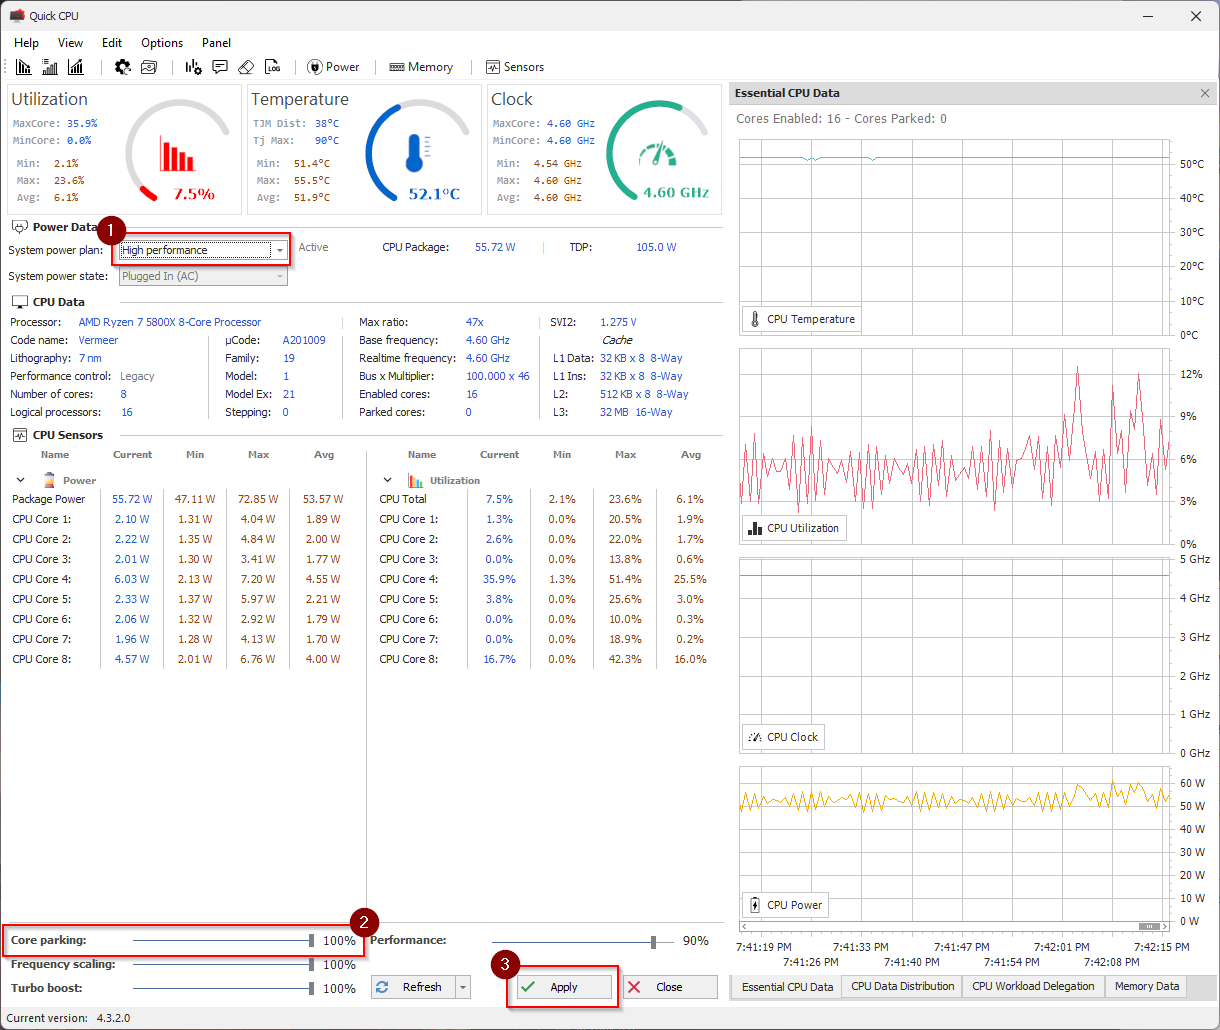 Quick CPU
Help View Edit Options Panel
LOG Power Memory Sensors
Utilization
MaxCore: 35.9%
MinCore: 0.0%
Min: 2.1%
Max: 23.6%
Avg: 6.1%
7.5%
Temperature
TJM Dist: 38°C
Tj Max: 90°C
Min: 51.4°C
Max: 55.5°C
Avg: 51.9°C
52.1°C
Clock
MaxCore: 4.60 GHz
MinCore: 4.60 GHz
Min: 4.54 GHz
Max: 4.60 GHz
Avg: 4.60 GHz
4.60 GHz
Power Data
1
System power plan: High performance Active CPU Package: 55.72 W TDP: 105.0 W
System power state: Plugged In (AC)
CPU Data
Processor: AMD Ryzen 7 5800X 8-Core Processor Max ratio: 47x SVI2: 1.275 V
Code name: Vermeer µCode: A201009 Base frequency: 4.60 GHz Cache
Lithography: 7 nm Family: 19 Realtime frequency: 4.60 GHz L1 Data: 32 KB x 8 8-Way
Performance control: Legacy Model: 1 Bus x Multiplier: 100.000 x 46 L1 Ins: 32 KB x 8 8-Way
Number of cores: 8 Model Ex: 21 Enabled cores: 16 L2: 512 KB x 8 8-Way
Logical processors: 16 Stepping: 0 Parked cores: 0 L3: 32 MB 16-Way
CPU Sensors
Name Current Min Max Avg
Power
Package Power 55.72 W 47.11 W 72.85 W 53.57 W
CPU Core 1: 2.10 W 1.31 W 4.04 W 1.89 W
CPU Core 2: 2.22 W 1.35 W 4.84 W 2.00 W
CPU Core 3: 2.01 W 1.30 W 3.41 W 1.77 W
CPU Core 4: 6.03 W 2.13 W 7.20 W 4.55 W
CPU Core 5: 2.33 W 1.37 W 5.97 W 2.21 W
CPU Core 6: 2.06 W 1.32 W 2.92 W 1.79 W
CPU Core 7: 1.96 W 1.28 W 4.13 W 1.70 W
CPU Core 8: 4.57 W 2.01 W 6.76 W 4.00 W
Name Current Min Max Avg
Utilization
CPU Total 7.5% 2.1% 23.6% 6.1%
CPU Core 1: 1.3% 0.0% 20.5% 1.9%
CPU Core 2: 2.6% 0.0% 22.0% 1.7%
CPU Core 3: 0.0% 0.0% 13.8% 0.6%
CPU Core 4: 35.9% 1.3% 51.4% 25.5%
CPU Core 5: 3.8% 0.0% 25.6% 3.0%
CPU Core 6: 0.0% 0.0% 10.0% 0.3%
CPU Core 7: 0.0% 0.0% 18.9% 0.2%
CPU Core 8: 16.7% 0.0% 42.3% 16.0%
2
Core parking: 100% Performance: 90%
Frequency scaling: 100%
3
Turbo boost: 100% Refresh Apply Close
Current version: 4.3.2.0
Essential CPU Data
Cores Enabled: 16 - Cores Parked: 0
50°C
40°C
30°C
20°C
10°C
0°C
CPU Temperature
12%
9%
6%
3%
0%
CPU Utilization
5 GHz
4 GHz
3 GHz
2 GHz
1 GHz
0 GHz
CPU Clock
60 W
50 W
40 W
30 W
20 W
10 W
0 W
CPU Power
7:41:19 PM 7:41:33 PM 7:41:47 PM 7:42:01 PM 7:42:15 PM
7:41:26 PM 7:41:40 PM 7:41:54 PM 7:42:08 PM
Essential CPU Data CPU Data Distribution CPU Workload Delegation Memory Data